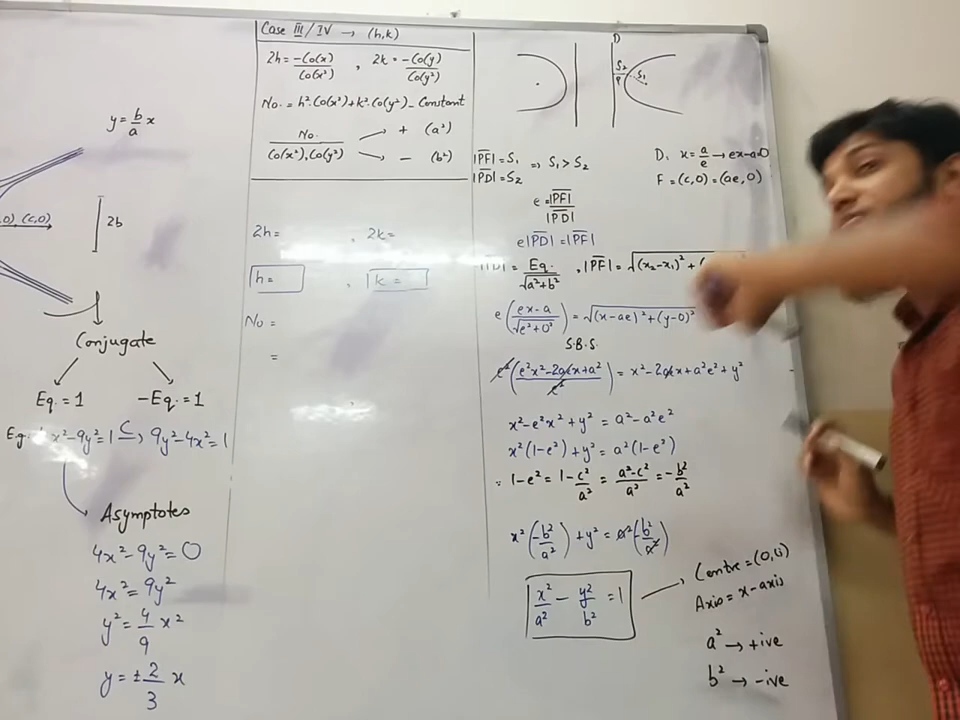 y = b/a x
0) (c,0)
2b
Conjugate
Eq. = 1 -Eq. = 1
E.g: x²-9y²=1 C, 9y²-4x²=1
Asymptotes
4x²-9y²=0
4x²=9y²
y²= 4/9 x²
y=± 2/3 x
Case III/IV → (h,k)
2h = -Co(x)/Co(x²) , 2k = -Co(y)/Co(y²)
No. = h².Co(x²)+k².Co(y²)-Constant
No./Co(x²).Co(y²) → + (a²)
→ - (b²)
2h= , 2k=
h= , k=
No =
=
D
S₂
P S₁
|PF|=S₁ ⇒ S₁ > S₂
|PD|=S₂
D: x = a/e → ex-a=0
F = (c,0) = (ae,0)
e = |PF|/|PD|
e|PD|=|PF|
|PD| = Eq./√a²+b² , |PF| = √(x₂-x₁)²+(
e(ex-a/√e²+0²) = √(x-ae)²+(y-0)²
S.B.S.
e²(e²x²-2aex+a²/e²) = x²-2aex+a²e²+y²
x²-e²x²+y² = a²-a²e²
x²(1-e²)+y² = a²(1-e²)
∵ 1-e² = 1-c²/a² = a²-c²/a² = -b²/a²
x²(-b²/a²)+y² = a²(-b²/a²)
x²/a² - y²/b² = 1
Centre = (0,0)
Axis = x-axis
a² → +ive
b² → -ive